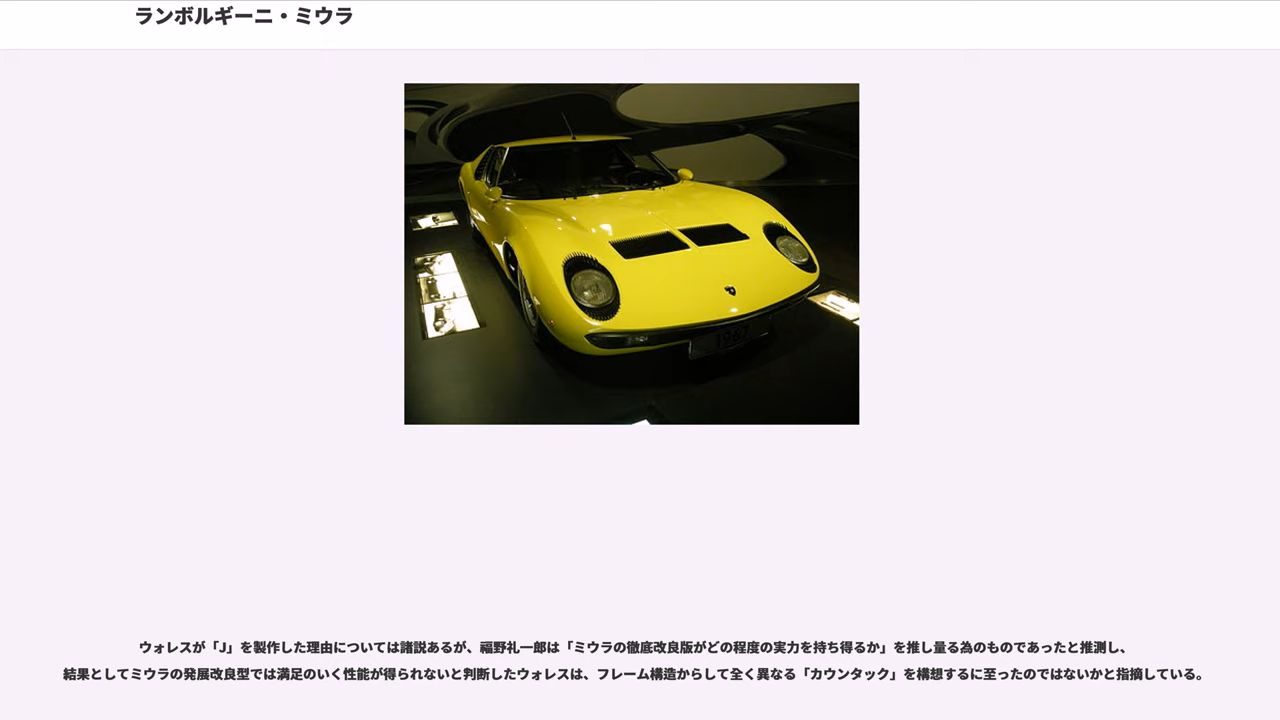 ランボルギーニ・ミウラ
1967
ウォレスが「J」を製作した理由については諸説あるが、福野礼一郎は「ミウラの徹底改良版がどの程度の実力を持ち得るか」を推し量る為のものであったと推測し、
結果としてミウラの発展改良型では満足のいく性能が得られないと判断したウォレスは、フレーム構造からして全く異なる「カウンタック」を構想するに至ったのではないかと指摘している。